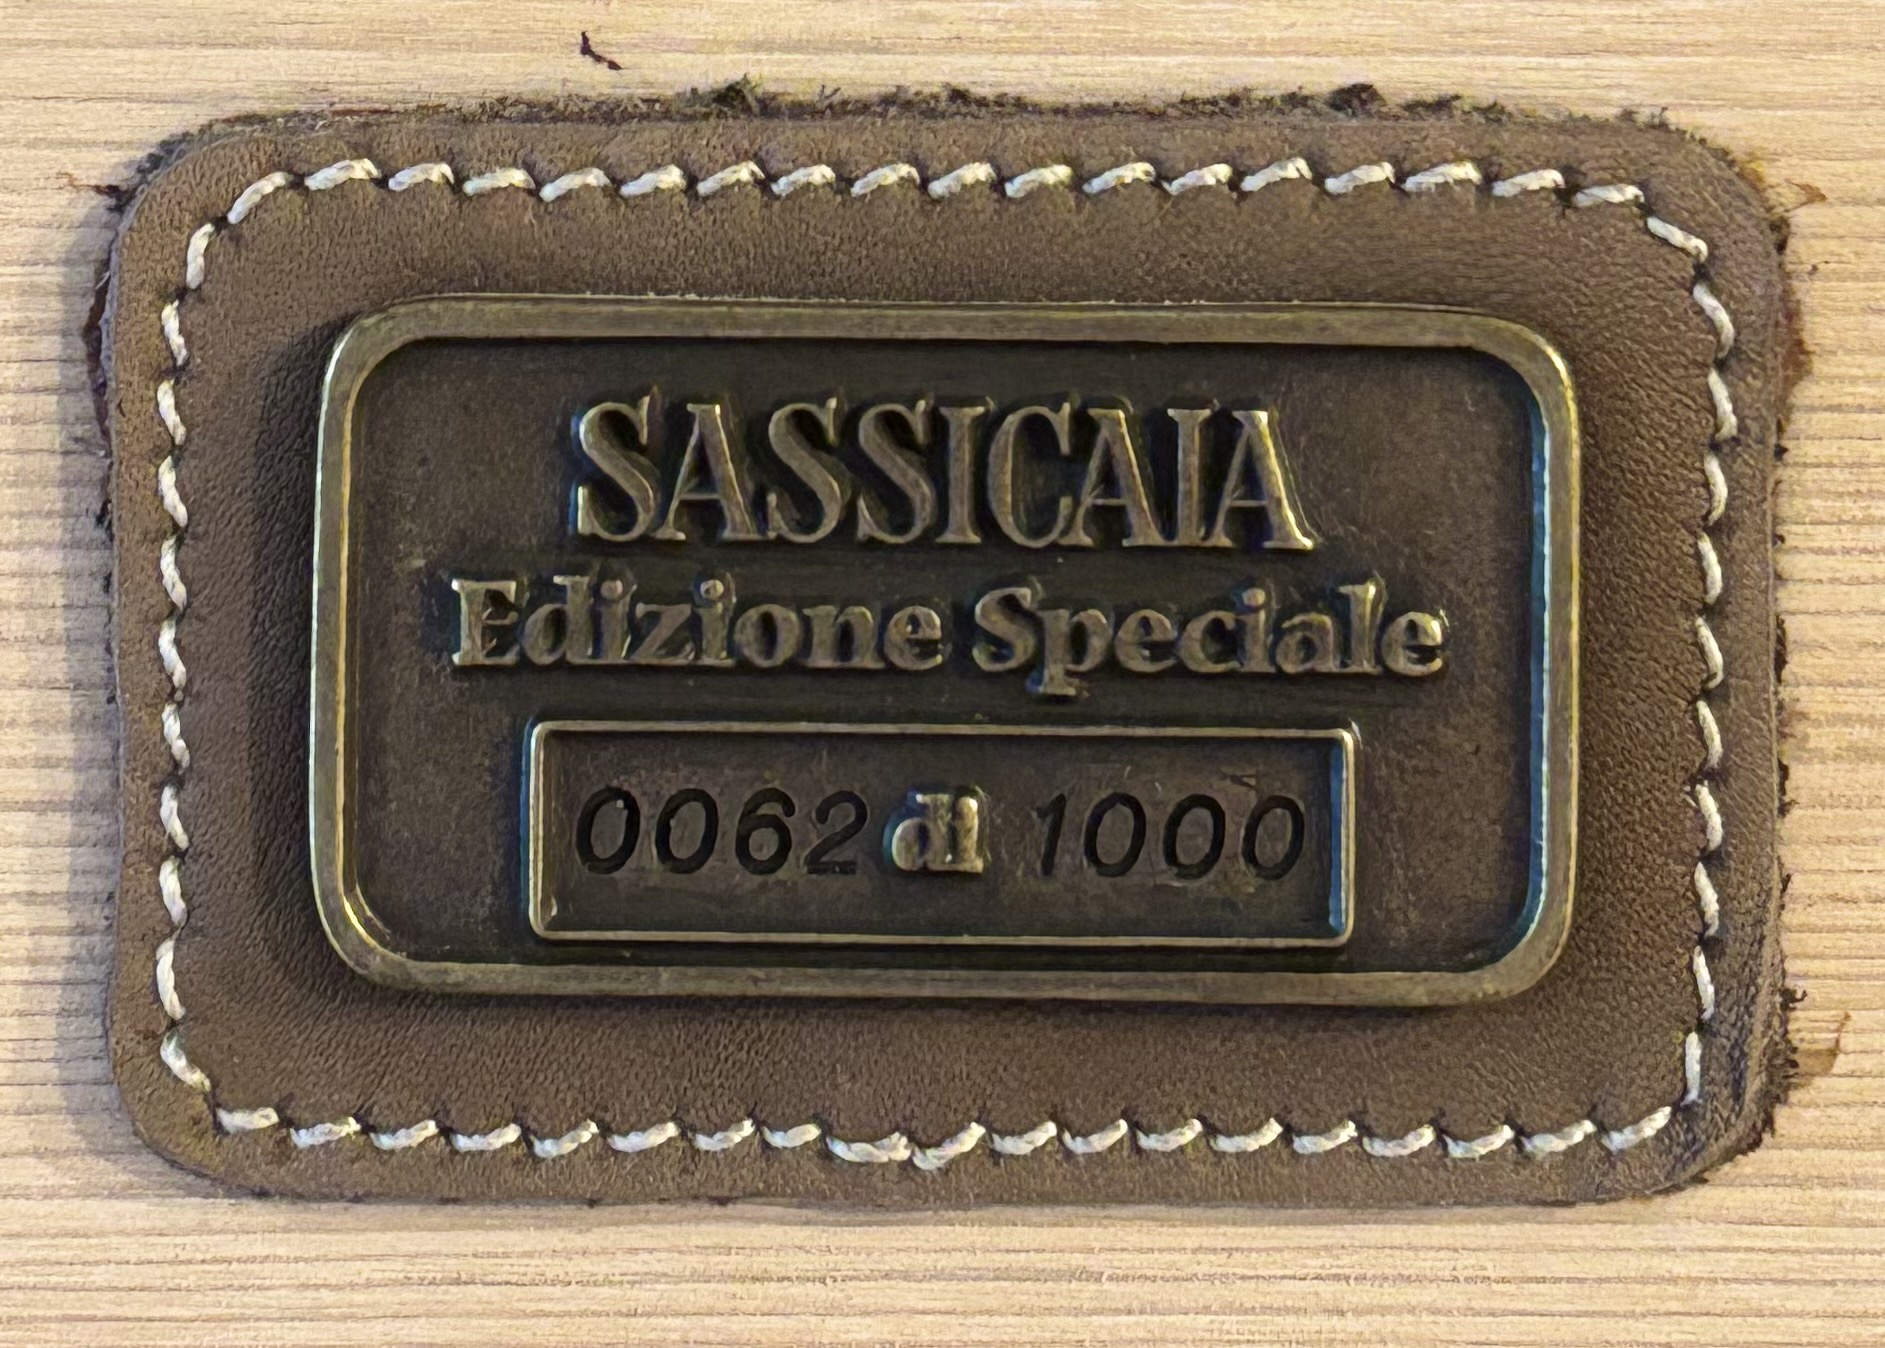 SASSICAIA
Edizione Speciale
0062 di 1000